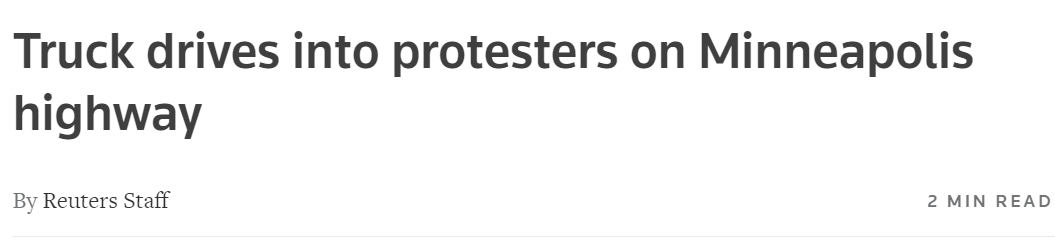 Truck drives into protesters on Minneapolis
highway
By Reuters Staff
2 MIN READ